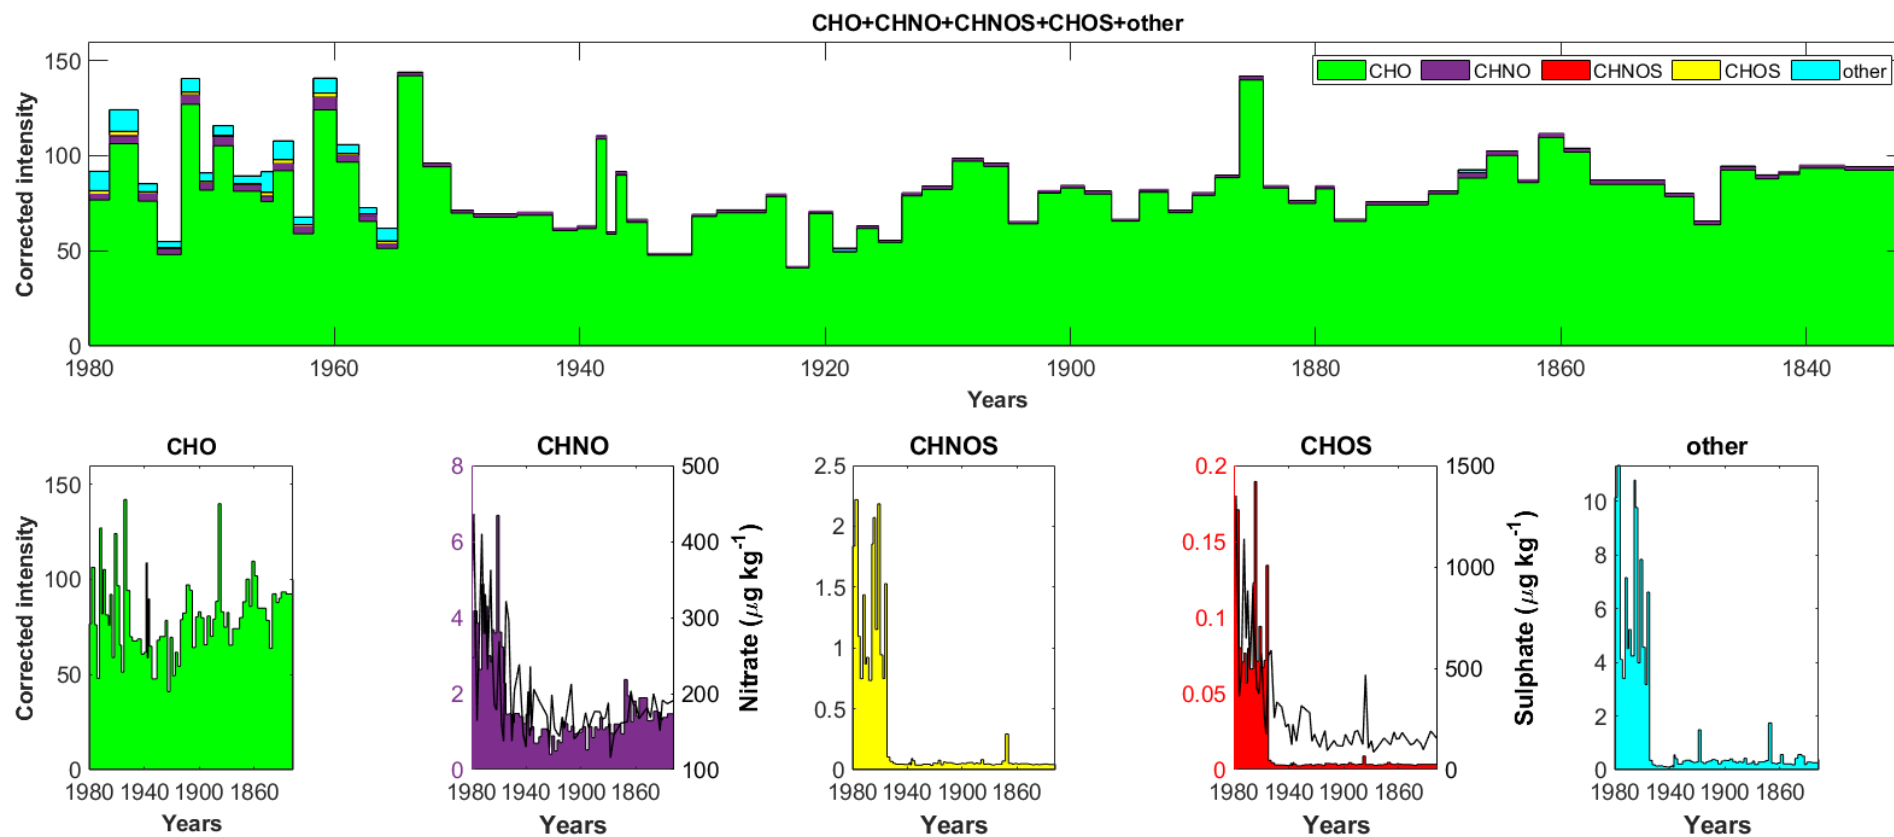 CHO+CHNO+CHNOS+CHOS+other
Corrected intensity
150
100
50
0
CHO CHNO CHNOS CHOS other
1980 1960 1940 1920 1900 1880 1860 1840
Years
CHO
Corrected intensity
150
100
50
0
1980 1940 1900 1860
Years
CHNO
8
6
4
2
0
500
400
300
200
100
Nitrate (μg kg-1)
1980 1940 1900 1860
Years
CHNOS
2.5
2
1.5
1
0.5
0
1980 1940 1900 1860
Years
CHOS
0.2
0.15
0.1
0.05
0
1500
1000
500
0
Sulphate (μg kg-1)
1980 1940 1900 1860
Years
other
10
8
6
4
2
0
1980 1940 1900 1860
Years